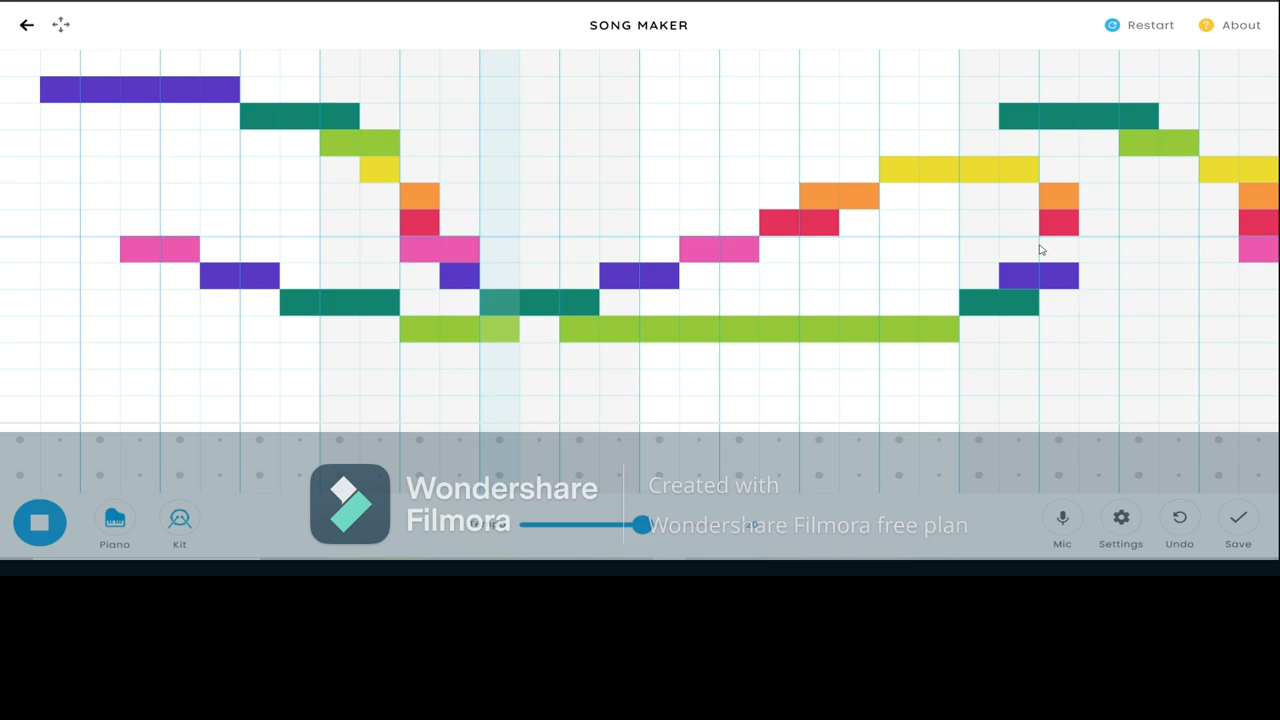 SONG MAKER
Restart
About
Wondershare
Filmora
Created with
Wondershare Filmora free plan
Piano
Kit
Mic
Settings
Undo
Save